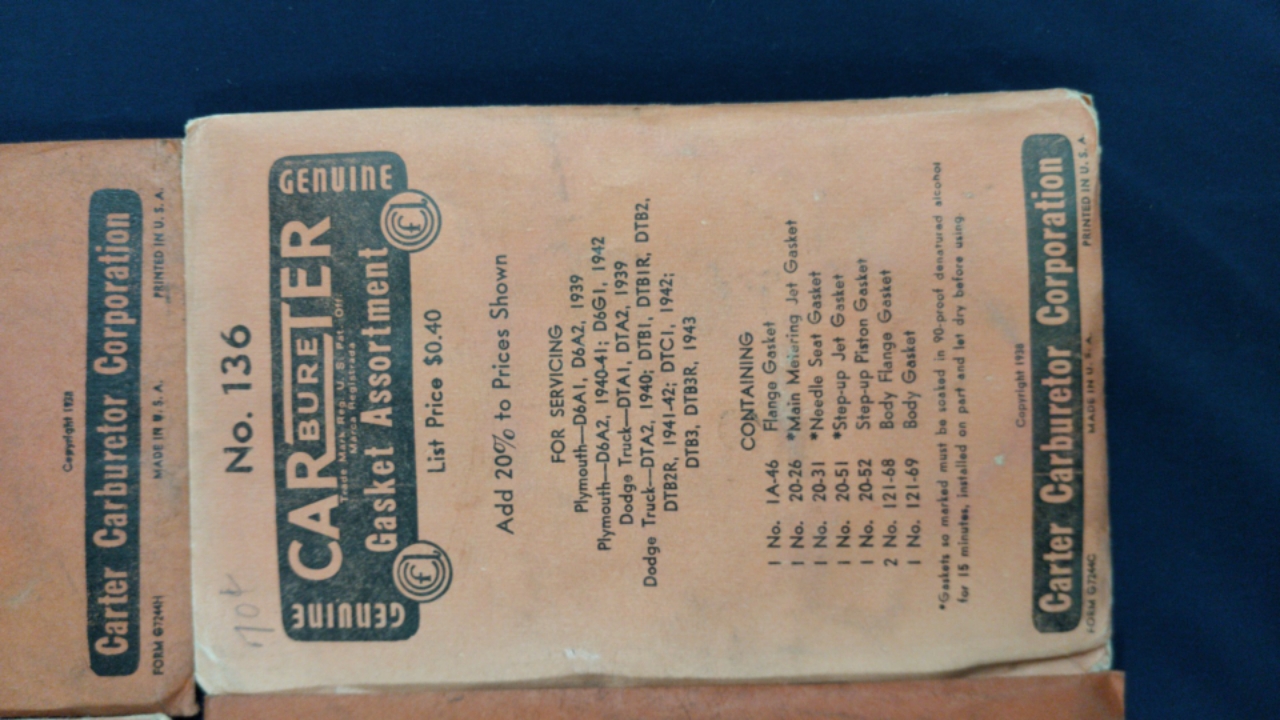 Copyright 1938
Carter Carburetor Corporation
FORM G7244H MADE IN U.S.A. PRINTED IN U.S.A.
No. 136
GENUINE GENUINE
CARBURETER
Trade Mark Reg. U. S. Pat. Off.
Marca Registrada
Gasket Assortment
List Price $0.40
Add 20% to Prices Shown
FOR SERVICING
Plymouth—D6A1, D6A2, 1939
Plymouth—D6A2, 1940-41; D6G1, 1942
Dodge Truck—DTA1, DTA2, 1939
Dodge Truck—DTA2, 1940; DTB1, DTB1R, DTB2,
DTB2R, 1941-42; DTC1, 1942;
DTB3, DTB3R, 1943
CONTAINING
1 No. 1A-46 Flange Gasket
1 No. 20-26 *Main Metering Jet Gasket
1 No. 20-31 *Needle Seat Gasket
1 No. 20-51 *Step-up Jet Gasket
1 No. 20-52 Step-up Piston Gasket
2 No. 121-68 Body Flange Gasket
1 No. 121-69 Body Gasket
*Gaskets so marked must be soaked in 90-proof denatured alcohol
for 15 minutes, installed on part and let dry before using.
Copyright 1938
Carter Carburetor Corporation
FORM G7244C MADE IN U.S.A. PRINTED IN U.S.A